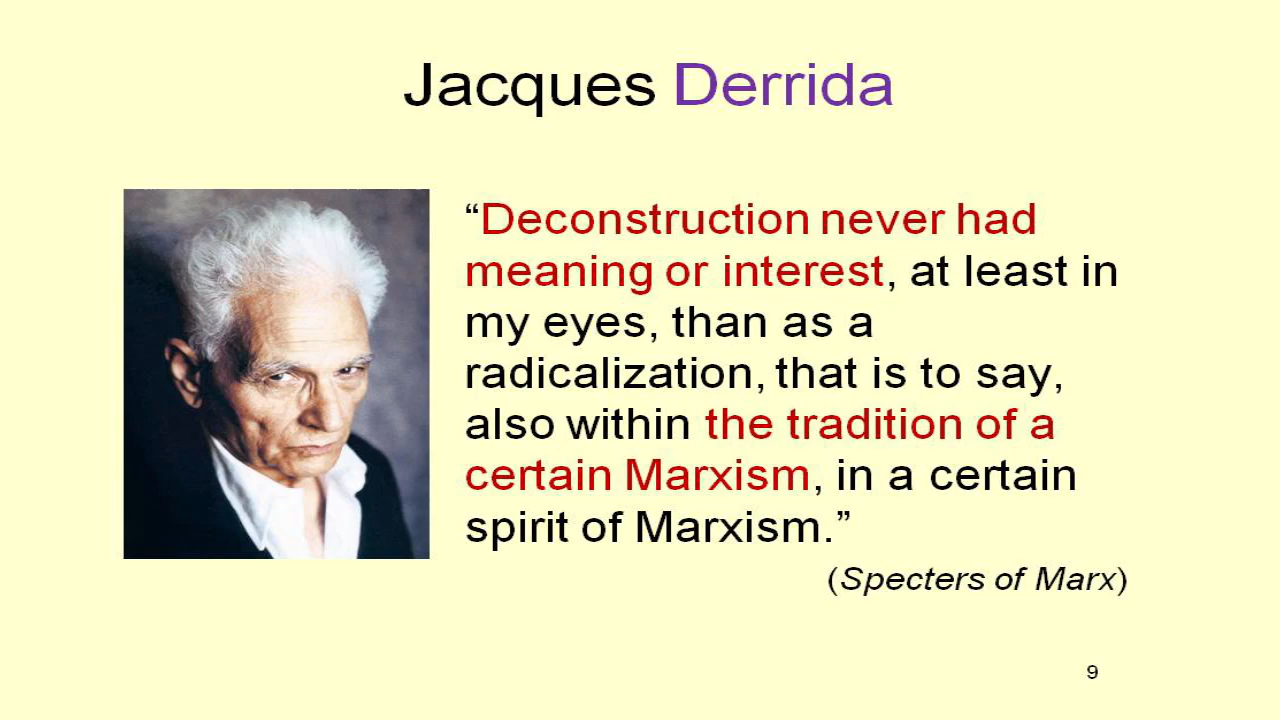 Jacques Derrida
“Deconstruction never had
meaning or interest, at least in
my eyes, than as a
radicalization, that is to say,
also within the tradition of a
certain Marxism, in a certain
spirit of Marxism.”
(Specters of Marx)
9